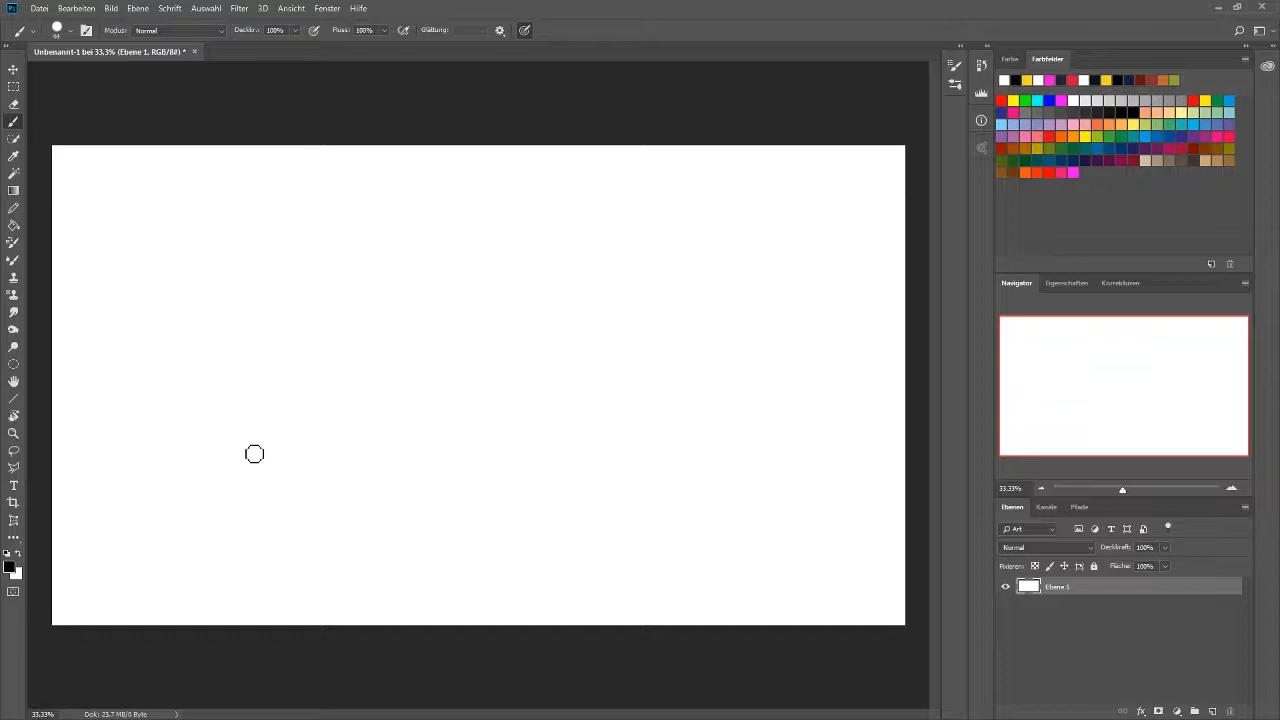 Ps Datei Bearbeiten Bild Ebene Schrift Auswahl Filter 3D Ansicht Fenster Hilfe
Modus: Normal Deckkr.: 100% Fluss: 100% Glättung:
Unbenannt-1 bei 33,3% (Ebene 1, RGB/8#) * ×
Farbe Farbfelder
Navigator Eigenschaften Korrekturen
33,33%
Ebenen Kanäle Pfade
Art
Normal Deckkraft: 100%
Fixieren: Fläche: 100%
Ebene 1
33,33% Dok: 23,7 MB/0 Byte